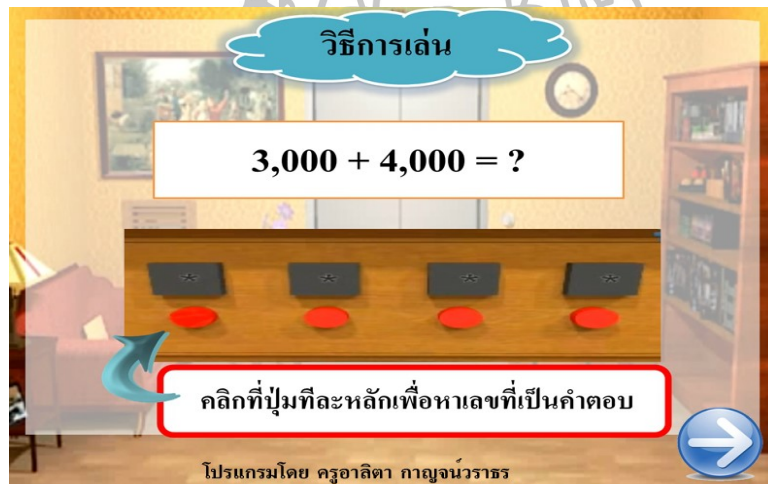 วิธีการเล่น
3,000 + 4,000 = ?
* * * *
คลิกที่ปุ่มทีละหลักเพื่อหาเลขที่เป็นคำตอบ
โปรแกรมโดย ครูอาลิตา กาญจน์วราธร